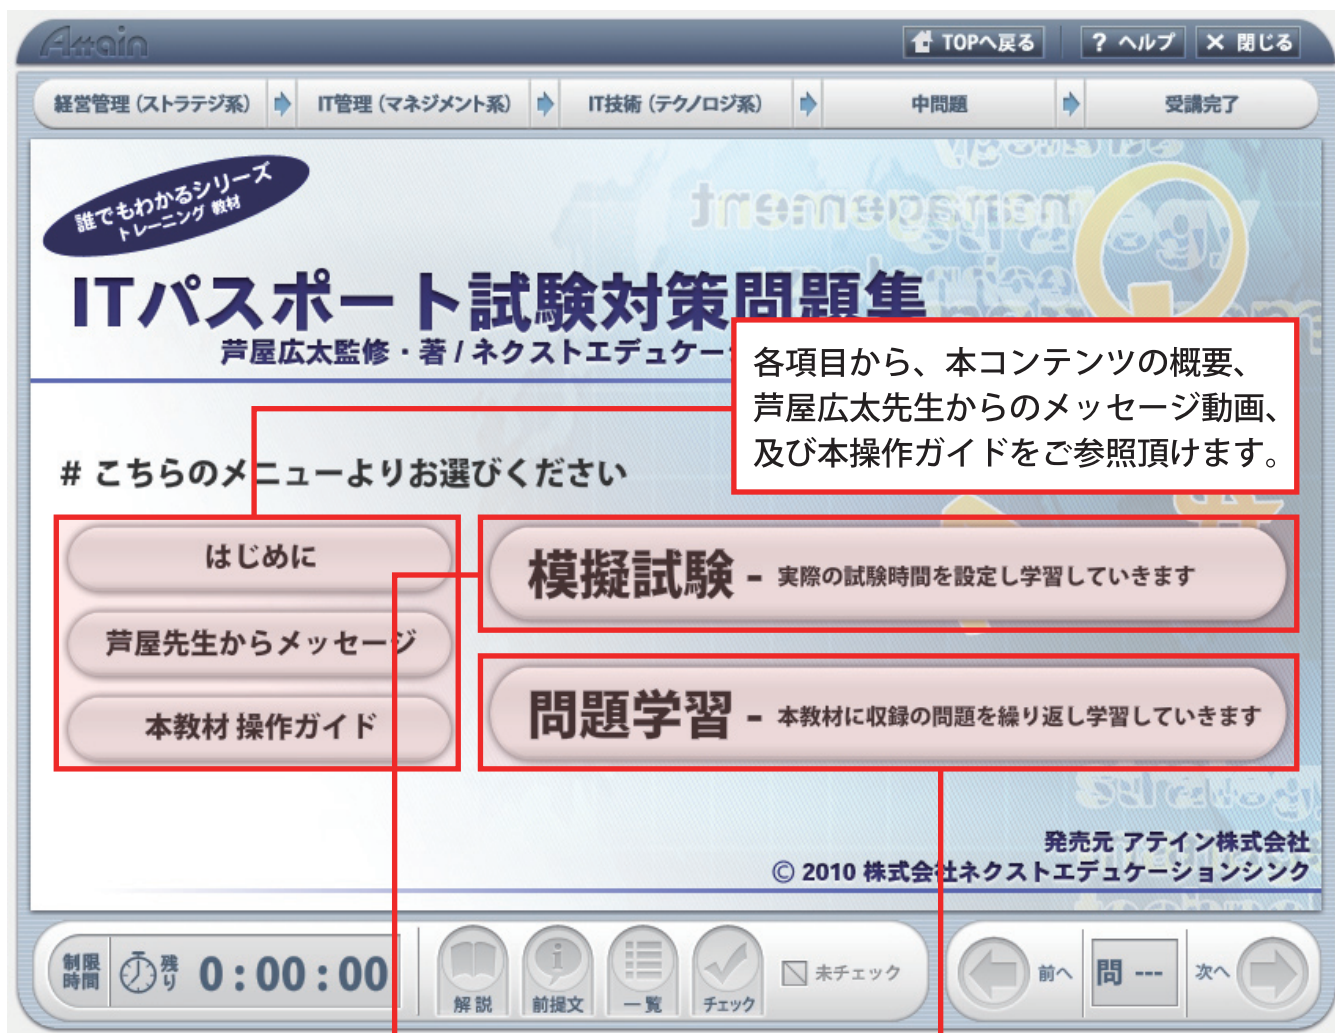 Attain
TOPへ戻る
? ヘルプ
× 閉じる
経営管理 (ストラテジ系)
IT管理 (マネジメント系)
IT技術 (テクノロジ系)
中問題
受講完了
誰でもわかるシリーズ
トレーニング 教材
management
ITパスポート試験対策問題集
芦屋広太監修・著 / ネクストエデュケーシ
各項目から、本コンテンツの概要、
芦屋広太先生からのメッセージ動画、
及び本操作ガイドをご参照頂けます。
# こちらのメニューよりお選びください
はじめに
芦屋先生からメッセージ
本教材 操作ガイド
模擬試験 - 実際の試験時間を設定し学習していきます
問題学習 - 本教材に収録の問題を繰り返し学習していきます
発売元 アテイン株式会社
© 2010 株式会社ネクストエデュケーションシンク
制限
時間
残り
0:00:00
解説
前提文
一覧
チェック
未チェック
前へ
問 ---
次へ